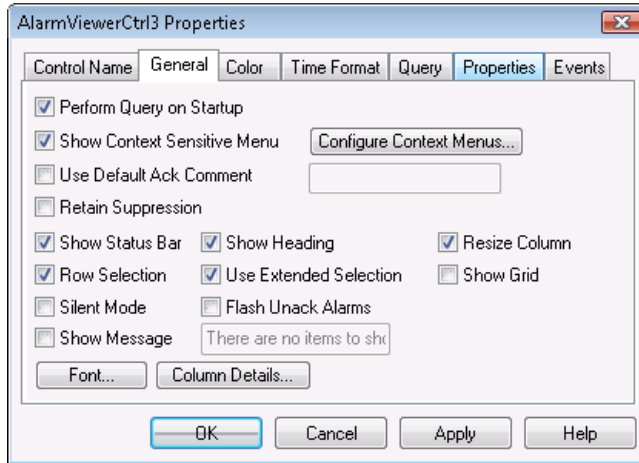 AlarmViewerCtrl3 Properties
Control Name General Color Time Format Query Properties Events
Perform Query on Startup
Show Context Sensitive Menu Configure Context Menus...
Use Default Ack Comment
Retain Suppression
Show Status Bar Show Heading Resize Column
Row Selection Use Extended Selection Show Grid
Silent Mode Flash Unack Alarms
Show Message There are no items to
Font... Column Details...
OK Cancel Apply Help